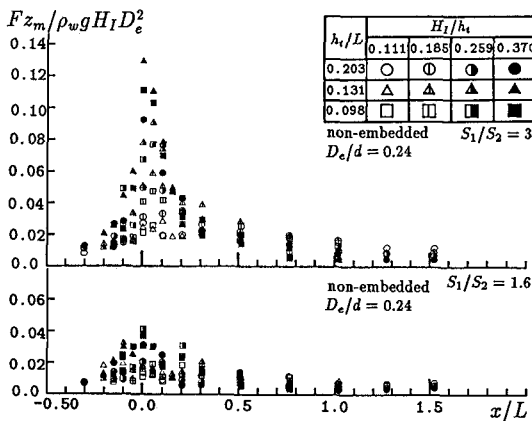 Fz_m/ρ_w g H_I D_e^2
h_t/L H_I/h_t
0.111 0.185 0.259 0.370
0.203
0.131
0.098
non-embedded S_1/S_2 = 3
D_e/d = 0.24
0.14
0.12
0.10
0.08
0.06
0.04
0.02
0.0
non-embedded S_1/S_2 = 1.6
D_e/d = 0.24
0.04
0.02
0.0
-0.50 0.0 0.5 1.0 1.5 x/L